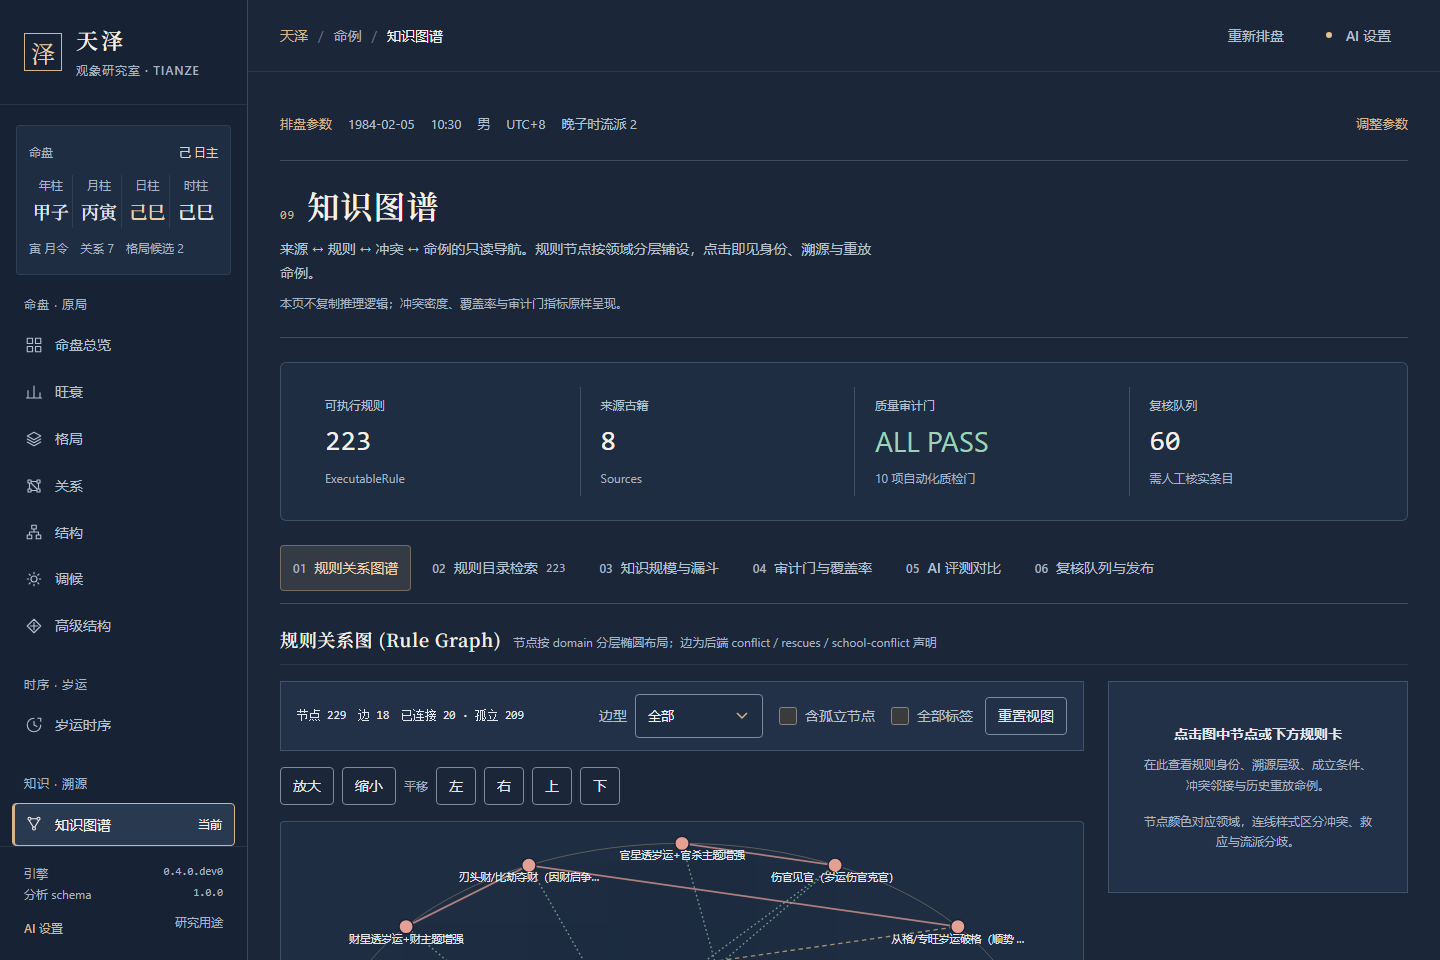 泽
天泽
观象研究室 · TIANZE
命盘 己 日主
年柱 月柱 日柱 时柱
甲子 丙寅 己巳 己巳
寅 月令 关系 7 格局候选 2
命盘 · 原局
命盘总览
旺衰
格局
关系
结构
调候
高级结构
时序 · 岁运
岁运时序
知识 · 溯源
知识图谱 当前
引擎 0.4.0.dev0
分析 schema 1.0.0
AI 设置 研究用途
天泽 / 命例 / 知识图谱
重新排盘 AI 设置
排盘参数 1984-02-05 10:30 男 UTC+8 晚子时流派 2 调整参数
09 知识图谱
来源 ↔ 规则 ↔ 冲突 ↔ 命例的只读导航。规则节点按领域分层铺设，点击即见身份、溯源与重放
命例。
本页不复制推理逻辑；冲突密度、覆盖率与审计门指标原样呈现。
可执行规则
223
ExecutableRule
来源古籍
8
Sources
质量审计门
ALL PASS
10 项自动化质检门
复核队列
60
需人工核实条目
01 规则关系图谱
02 规则目录检索 223
03 知识规模与漏斗
04 审计门与覆盖率
05 AI 评测对比
06 复核队列与发布
规则关系图 (Rule Graph) 节点按 domain 分层椭圆布局；边为后端 conflict / rescues / school-conflict 声明
节点 229 边 18 已连接 20 · 孤立 209
边型 全部 含孤立节点 全部标签 重置视图
放大 缩小 平移 左 右 上 下
官星透岁运+官杀主题增强
刃头财/比劫夺财（因财启争...
伤官见官（岁运伤官克官）
财星透岁运+财主题增强
从格/专旺岁运破格（顺势 ...
点击图中节点或下方规则卡
在此查看规则身份、溯源层级、成立条件、
冲突邻接与历史重放命例。
节点颜色对应领域，连线样式区分冲突、救
应与流派分歧。